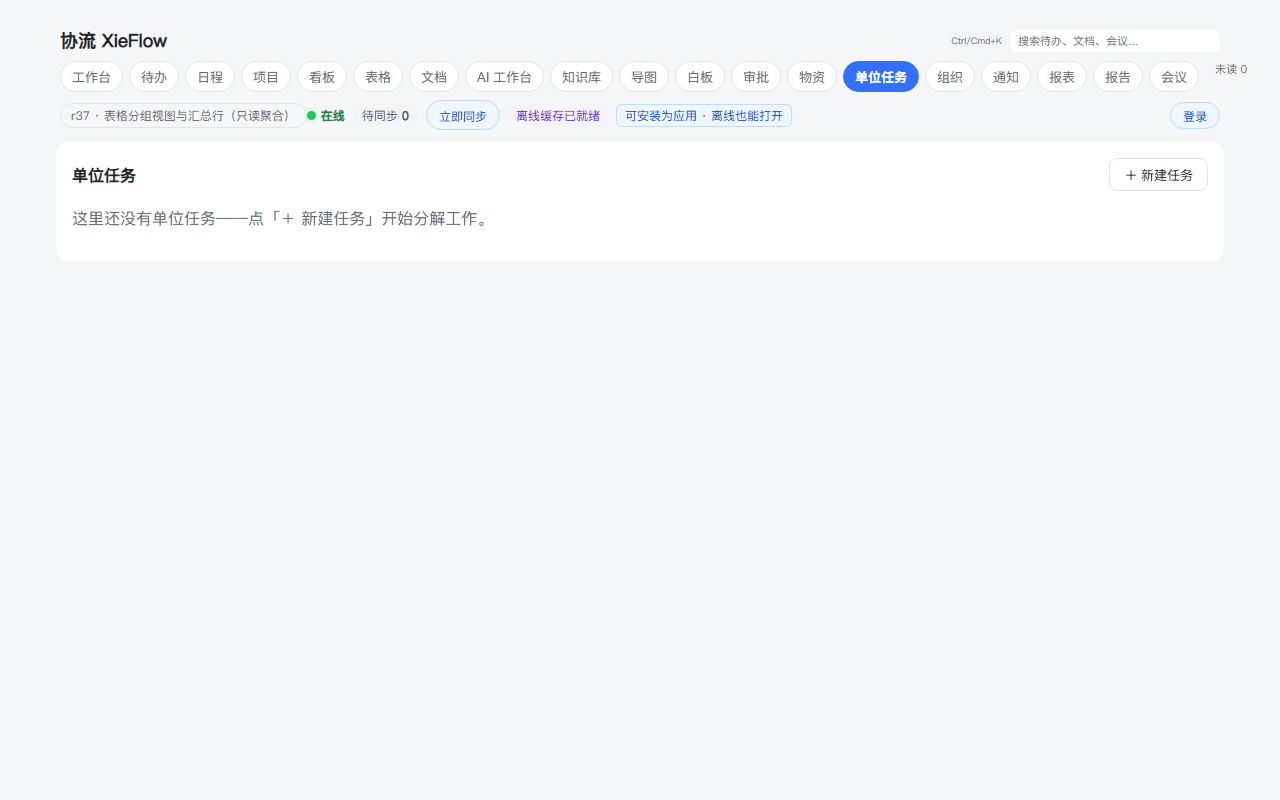 协流 XieFlow
Ctrl/Cmd+K 搜索待办、文档、会议...
工作台 待办 日程 项目 看板 表格 文档 AI 工作台 知识库 导图 白板 审批 物资 单位任务 组织 通知 报表 报告 会议 未读 0
r37 · 表格分组视图与汇总行（只读聚合） 在线 待同步 0 立即同步 离线缓存已就绪 可安装为应用 · 离线也能打开 登录
单位任务 ＋ 新建任务
这里还没有单位任务——点「＋ 新建任务」开始分解工作。